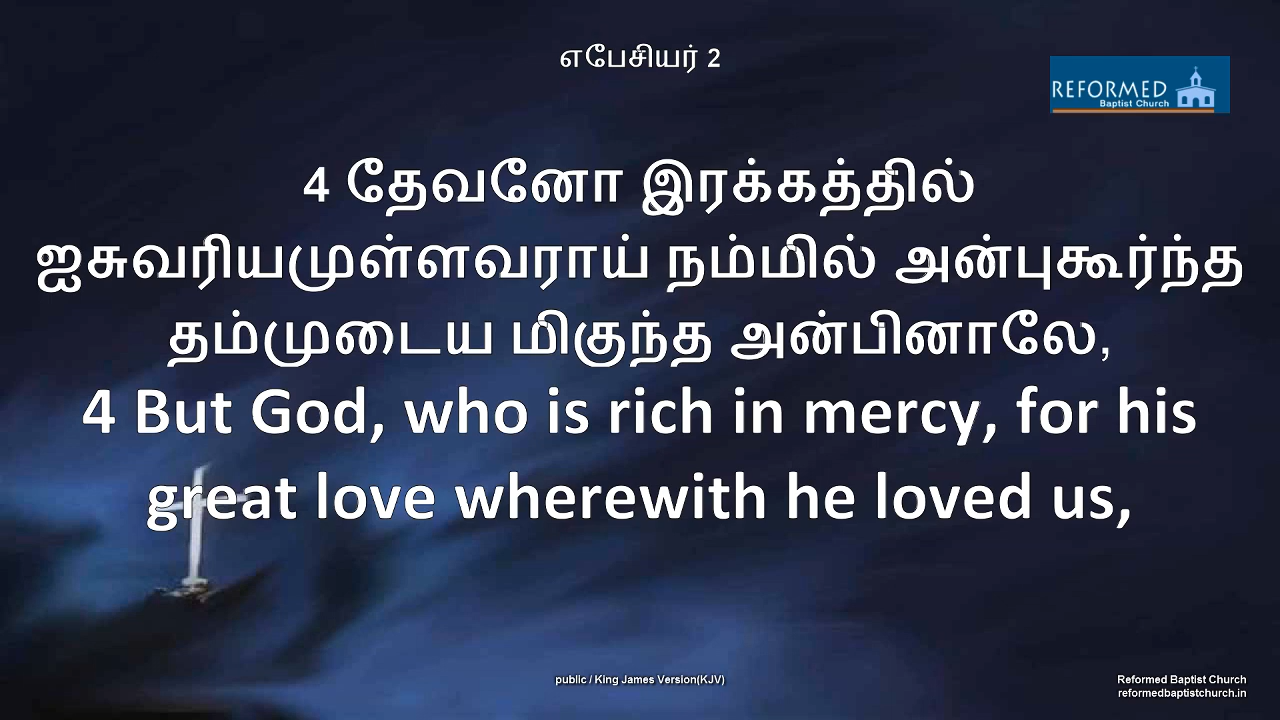 எபேசியர் 2
REFORMED
Baptist Church
4 தேவனோ இரக்கத்தில்
ஐசுவரியமுள்ளவராய் நம்மில் அன்புகூர்ந்த
தம்முடைய மிகுந்த அன்பினாலே,
4 But God, who is rich in mercy, for his
great love wherewith he loved us,
public / King James Version(KJV)
Reformed Baptist Church
reformedbaptistchurch.in